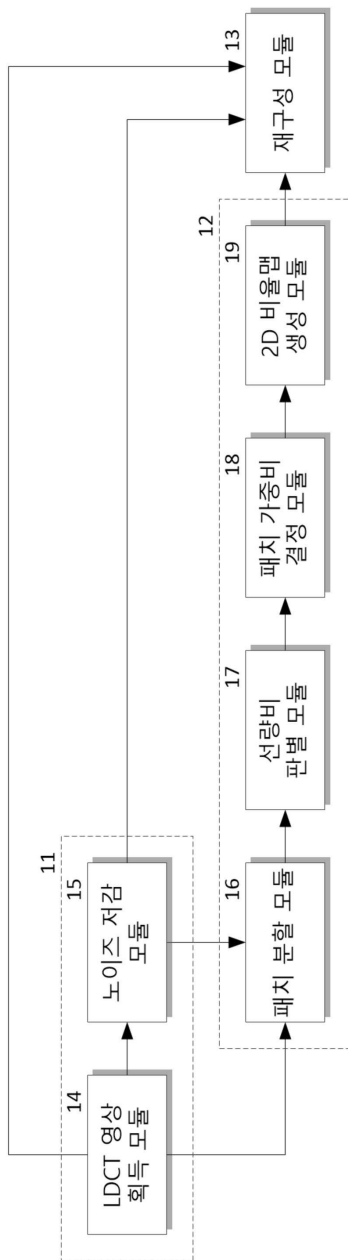 11
14
LDCT 영상
획득 모듈
15
노이즈 저감
모듈
12
16
패치 분할 모듈
17
선량비
판별 모듈
18
패치 가중비
결정 모듈
19
2D 비율맵
생성 모듈
13
재구성 모듈